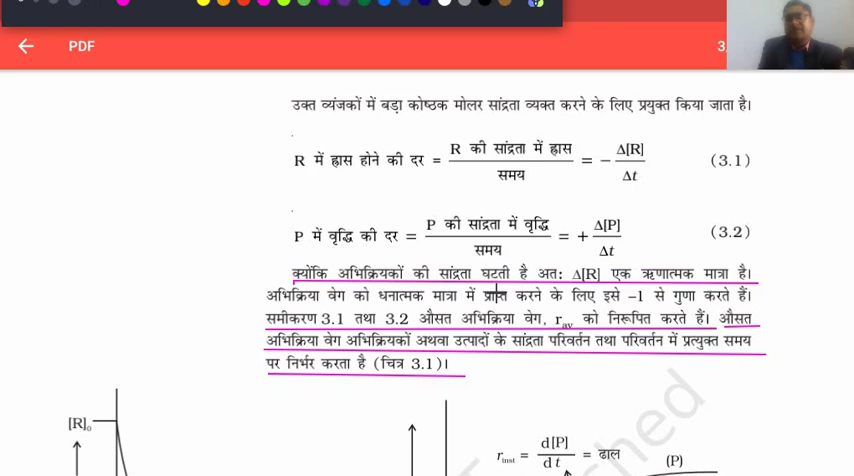 PDF
3
उक्त व्यंजकों में बड़ा कोष्ठक मोलर सांद्रता व्यक्त करने के लिए प्रयुक्त किया जाता है।
R में ह्रास होने की दर = R की सांद्रता में ह्रास / समय = − Δ[R] / Δt (3.1)
P में वृद्धि की दर = P की सांद्रता में वृद्धि / समय = + Δ[P] / Δt (3.2)
क्योंकि अभिक्रियकों की सांद्रता घटती है अत: Δ[R] एक ऋणात्मक मात्रा है।
अभिक्रिया वेग को धनात्मक मात्रा में प्राप्त करने के लिए इसे −1 से गुणा करते हैं।
समीकरण 3.1 तथा 3.2 औसत अभिक्रिया वेग, r_av को निरूपित करते हैं। औसत
अभिक्रिया वेग अभिक्रियकों अथवा उत्पादों के सांद्रता परिवर्तन तथा परिवर्तन में प्रत्युक्त समय
पर निर्भर करता है (चित्र 3.1)।
[R]₀
r_inst = d[P] / dt = ढाल
(P)